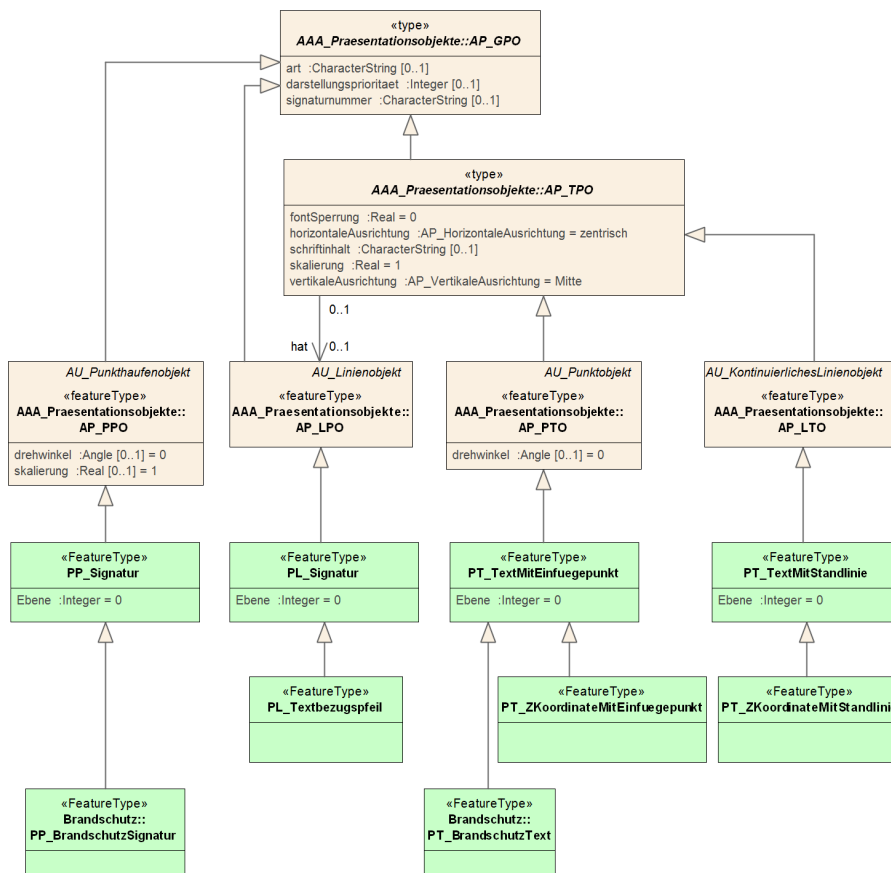 «type»
AAA_Praesentationsobjekte::AP_GPO
art :CharacterString [0..1]
darstellungsprioritaet :Integer [0..1]
signaturnummer :CharacterString [0..1]
«type»
AAA_Praesentationsobjekte::AP_TPO
fontSperrung :Real = 0
horizontaleAusrichtung :AP_HorizontaleAusrichtung = zentrisch
schriftinhalt :CharacterString [0..1]
skalierung :Real = 1
vertikaleAusrichtung :AP_VertikaleAusrichtung = Mitte
0..1
hat 0..1
AU_Punkthaufenobjekt
«featureType»
AAA_Praesentationsobjekte::
AP_PPO
drehwinkel :Angle [0..1] = 0
skalierung :Real [0..1] = 1
AU_Linienobjekt
«featureType»
AAA_Praesentationsobjekte::
AP_LPO
AU_Punktobjekt
«featureType»
AAA_Praesentationsobjekte::
AP_PTO
drehwinkel :Angle [0..1] = 0
AU_KontinuierlichesLinienobjekt
«featureType»
AAA_Praesentationsobjekte::
AP_LTO
«FeatureType»
PP_Signatur
Ebene :Integer = 0
«FeatureType»
PL_Signatur
Ebene :Integer = 0
«FeatureType»
PT_TextMitEinfuegepunkt
Ebene :Integer = 0
«FeatureType»
PT_TextMitStandlinie
Ebene :Integer = 0
«FeatureType»
PL_Textbezugspfeil
«FeatureType»
PT_ZKoordinateMitEinfuegepunkt
«FeatureType»
PT_ZKoordinateMitStandlinie
«FeatureType»
Brandschutz::
PP_BrandschutzSignatur
«FeatureType»
Brandschutz::
PT_BrandschutzText